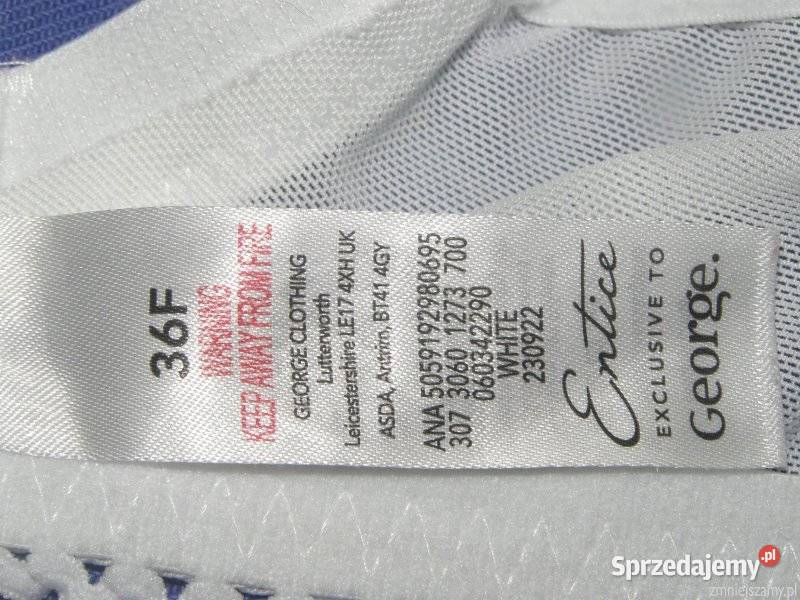 36F
WARNING
KEEP AWAY FROM FIRE
GEORGE CLOTHING
Lutterworth
Leicestershire LE17 4XH UK
ASDA, Antrim, BT41 4GY
ANA 5059192980695
307 3060 1273 700
060342290
WHITE
230922
Entice
EXCLUSIVE TO
George.
Sprzedajemy.pl
zmniejszamy.pl